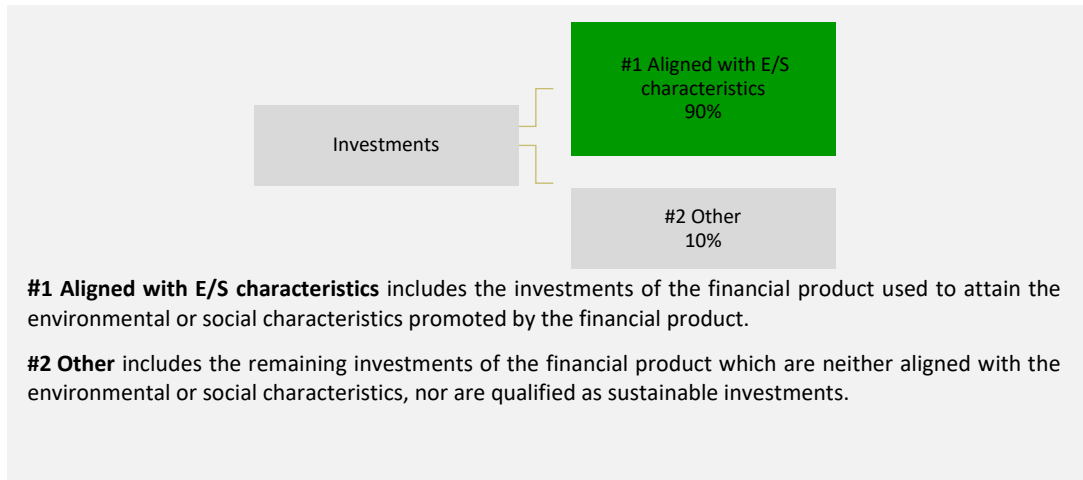 #1 Aligned with E/S
characteristics
90%
Investments
#2 Other
10%
#1 Aligned with E/S characteristics includes the investments of the financial product used to attain the
environmental or social characteristics promoted by the financial product.
#2 Other includes the remaining investments of the financial product which are neither aligned with the
environmental or social characteristics, nor are qualified as sustainable investments.